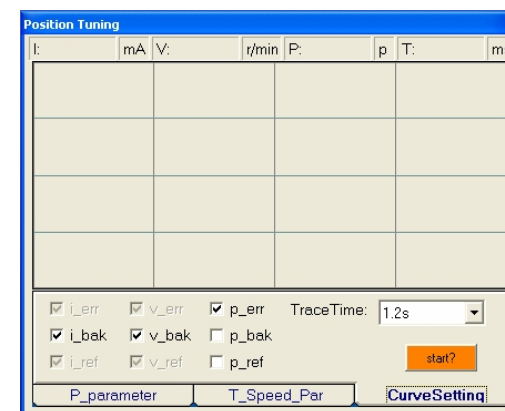 Position Tuning
I: mA V: r/min P: p T: m
i_err v_err p_err TraceTime: 1.2s
i_bak v_bak p_bak
i_ref v_ref p_ref start?
P_parameter T_Speed_Par CurveSetting